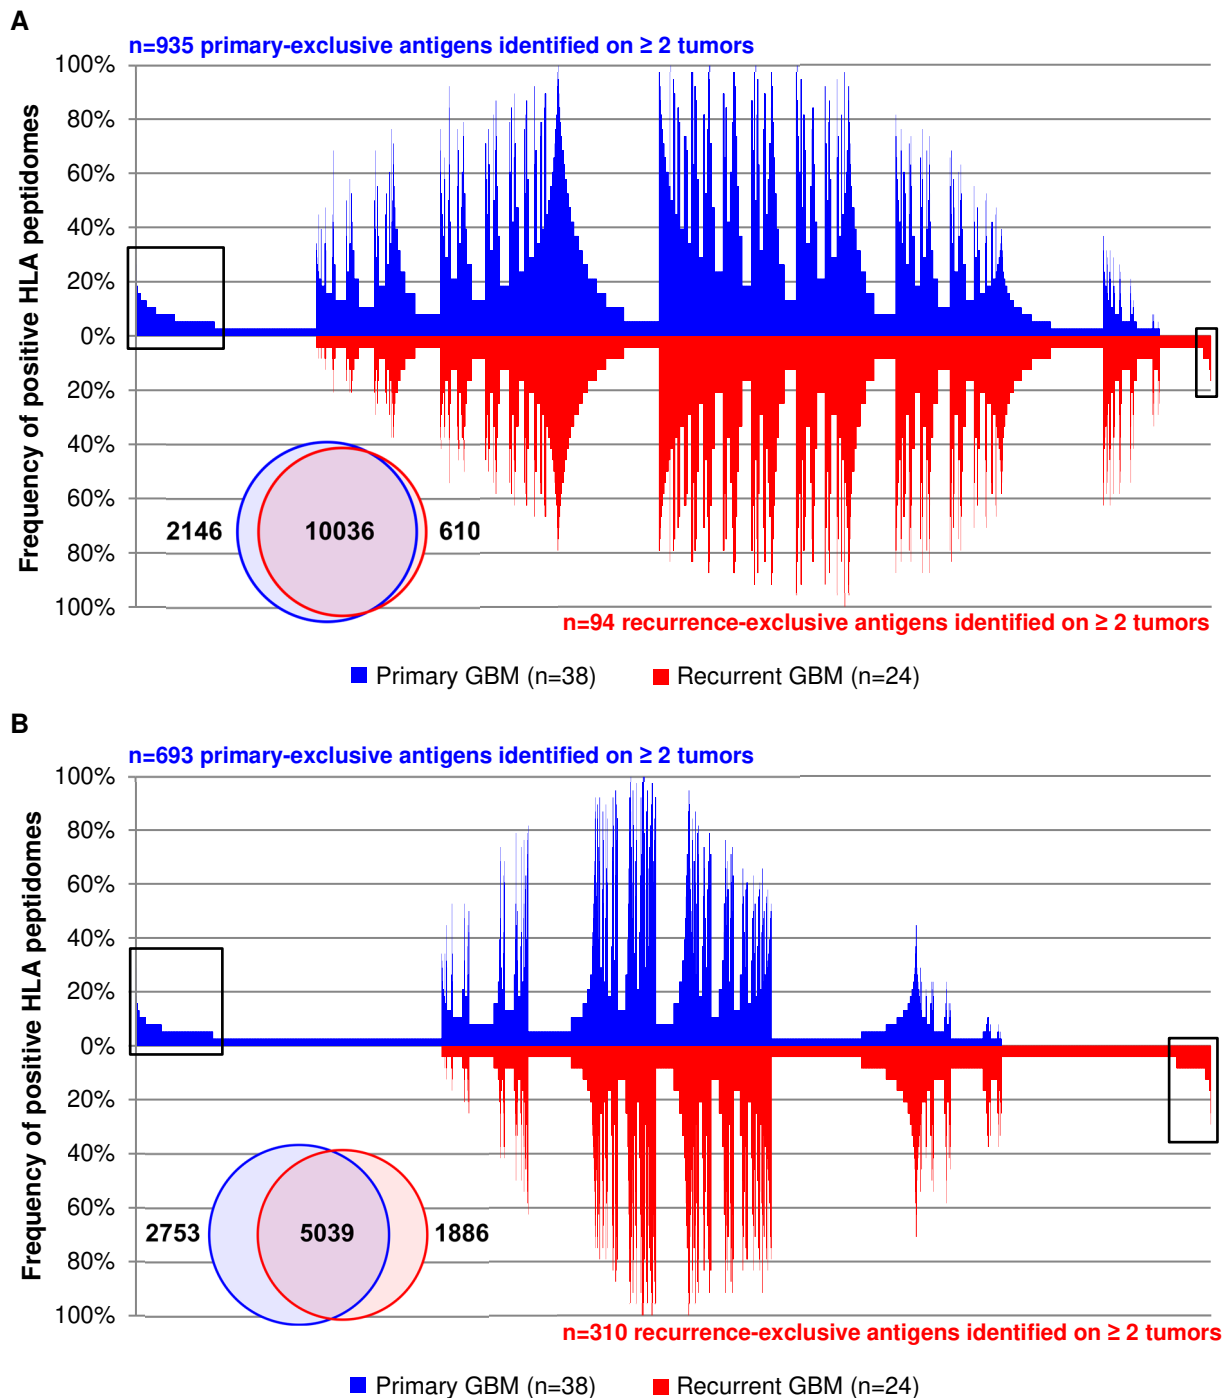 A
n=935 primary-exclusive antigens identified on ≥ 2 tumors
Frequency of positive HLA peptidomes
100%
80%
60%
40%
20%
0%
20%
40%
60%
80%
100%
2146
10036
610
n=94 recurrence-exclusive antigens identified on ≥ 2 tumors
Primary GBM (n=38)
Recurrent GBM (n=24)
B
n=693 primary-exclusive antigens identified on ≥ 2 tumors
Frequency of positive HLA peptidomes
100%
80%
60%
40%
20%
0%
20%
40%
60%
80%
100%
2753
5039
1886
n=310 recurrence-exclusive antigens identified on ≥ 2 tumors
Primary GBM (n=38)
Recurrent GBM (n=24)